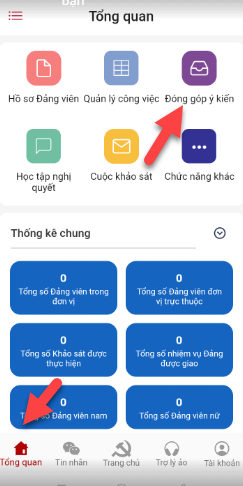 bạn
Tổng quan
Hồ sơ Đảng viên
Quản lý công việc
Đóng góp ý kiến
Học tập nghị
quyết
Cuộc khảo sát
Chức năng khác
Thống kê chung
0
Tổng số Đảng viên trong
đơn vị
0
Tổng số Đảng viên đơn
vị trực thuộc
0
Tổng số Khảo sát được
thực hiện
0
Tổng số nhiệm vụ Đảng
được giao
0
Tổng số Đảng viên nam
0
Tổng số Đảng viên nữ
Tổng quan
Tin nhắn
Trang chủ
Trợ lý ảo
Tài khoản